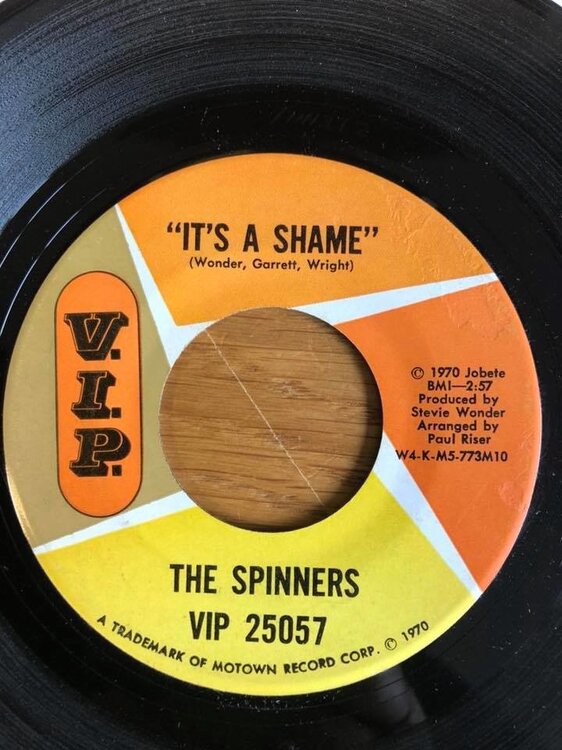 "IT'S A SHAME"
(Wonder, Garrett, Wright)
V.I.P.
© 1970 Jobete
BMI—2:57
Produced by
Stevie Wonder
Arranged by
Paul Riser
W4-K-M5-773M10
THE SPINNERS
VIP 25057
A TRADEMARK OF MOTOWN RECORD CORP. © 1970